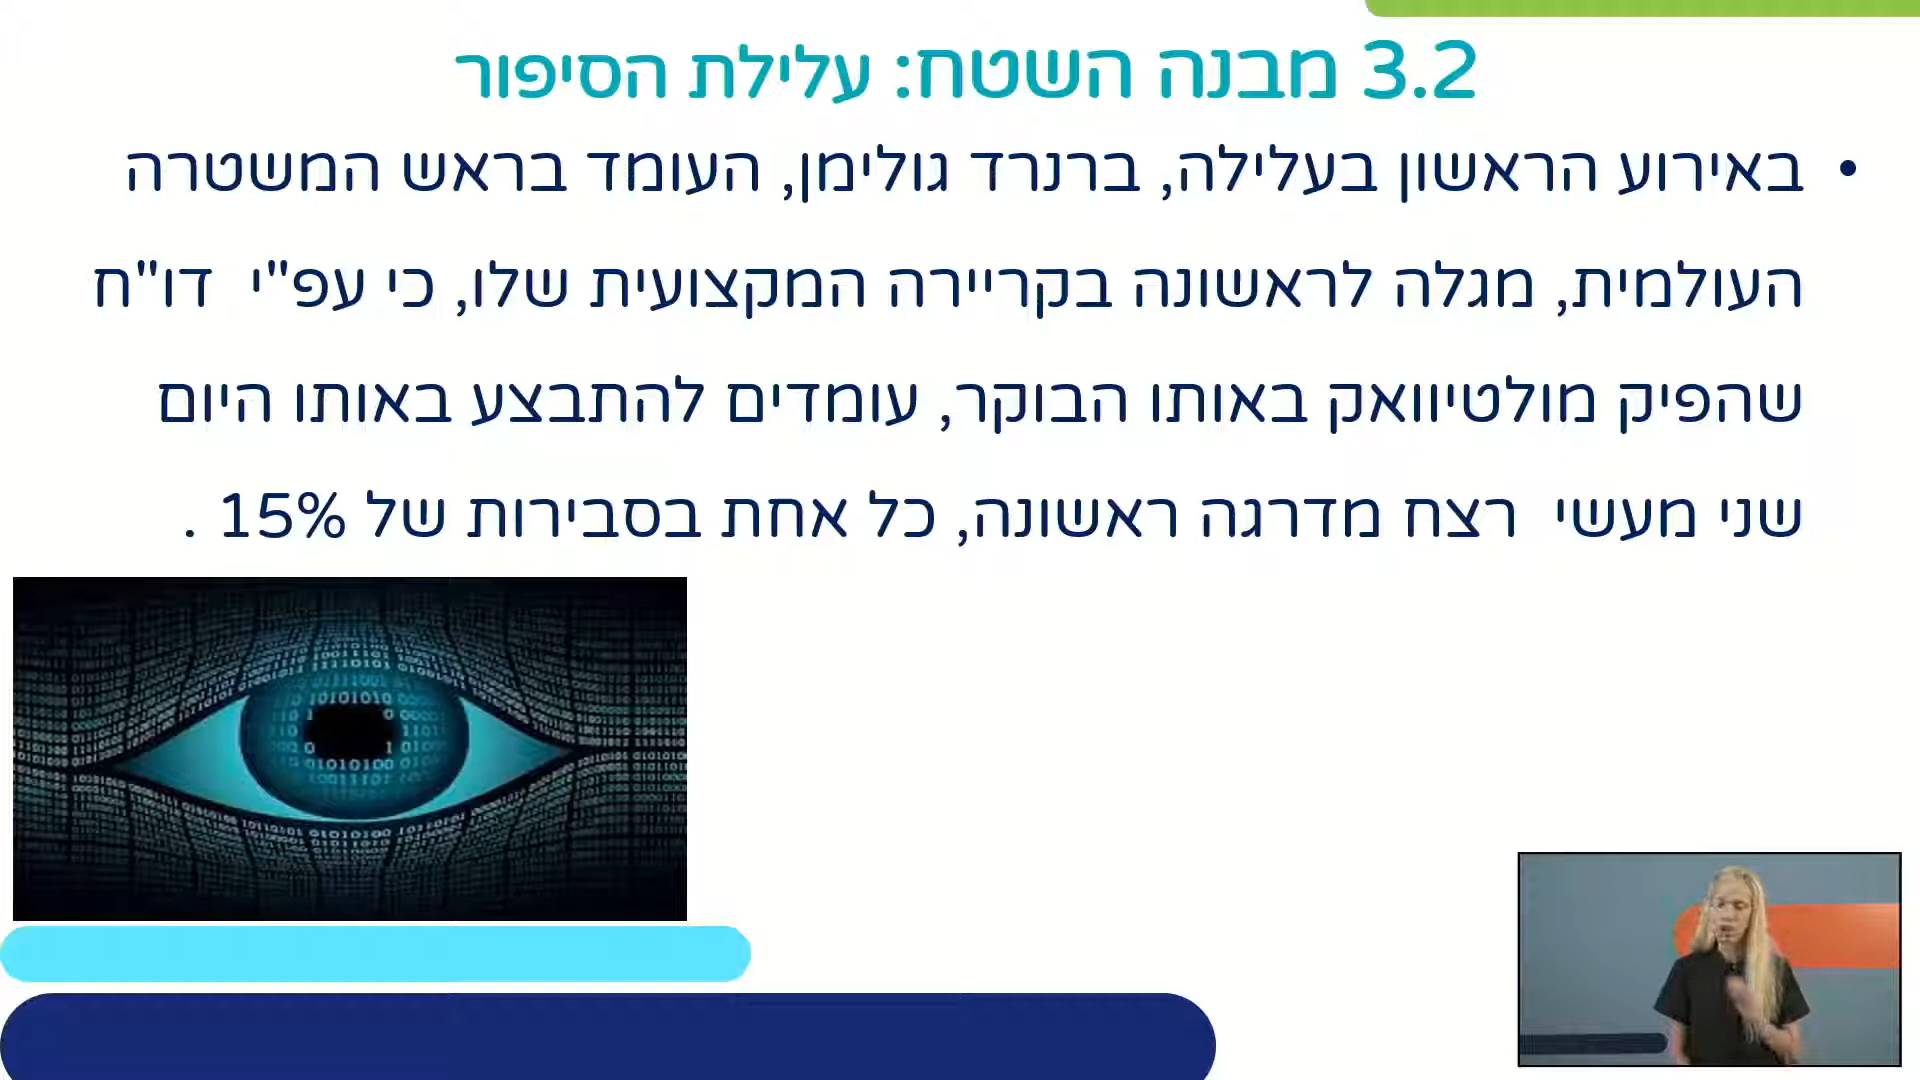 3.2 מבנה השטח: עלילת הסיפור
• באירוע הראשון בעלילה, ברנרד גולימן, העומד בראש המשטרה
העולמית, מגלה לראשונה בקריירה המקצועית שלו, כי עפ"י דו"ח
שהפיק מולטיוואק באותו הבוקר, עומדים להתבצע באותו היום
שני מעשי רצח מדרגה ראשונה, כל אחת בסבירות של 15% .